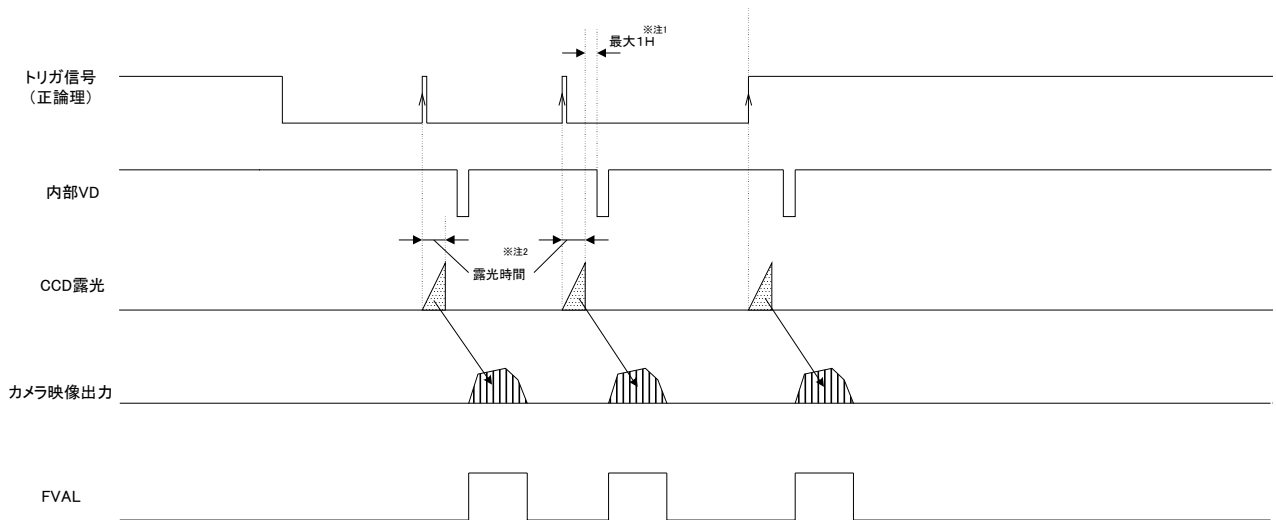 ※注1
最大1H
トリガ信号
(正論理)
内部VD
※注2
露光時間
CCD露光
カメラ映像出力
FVAL